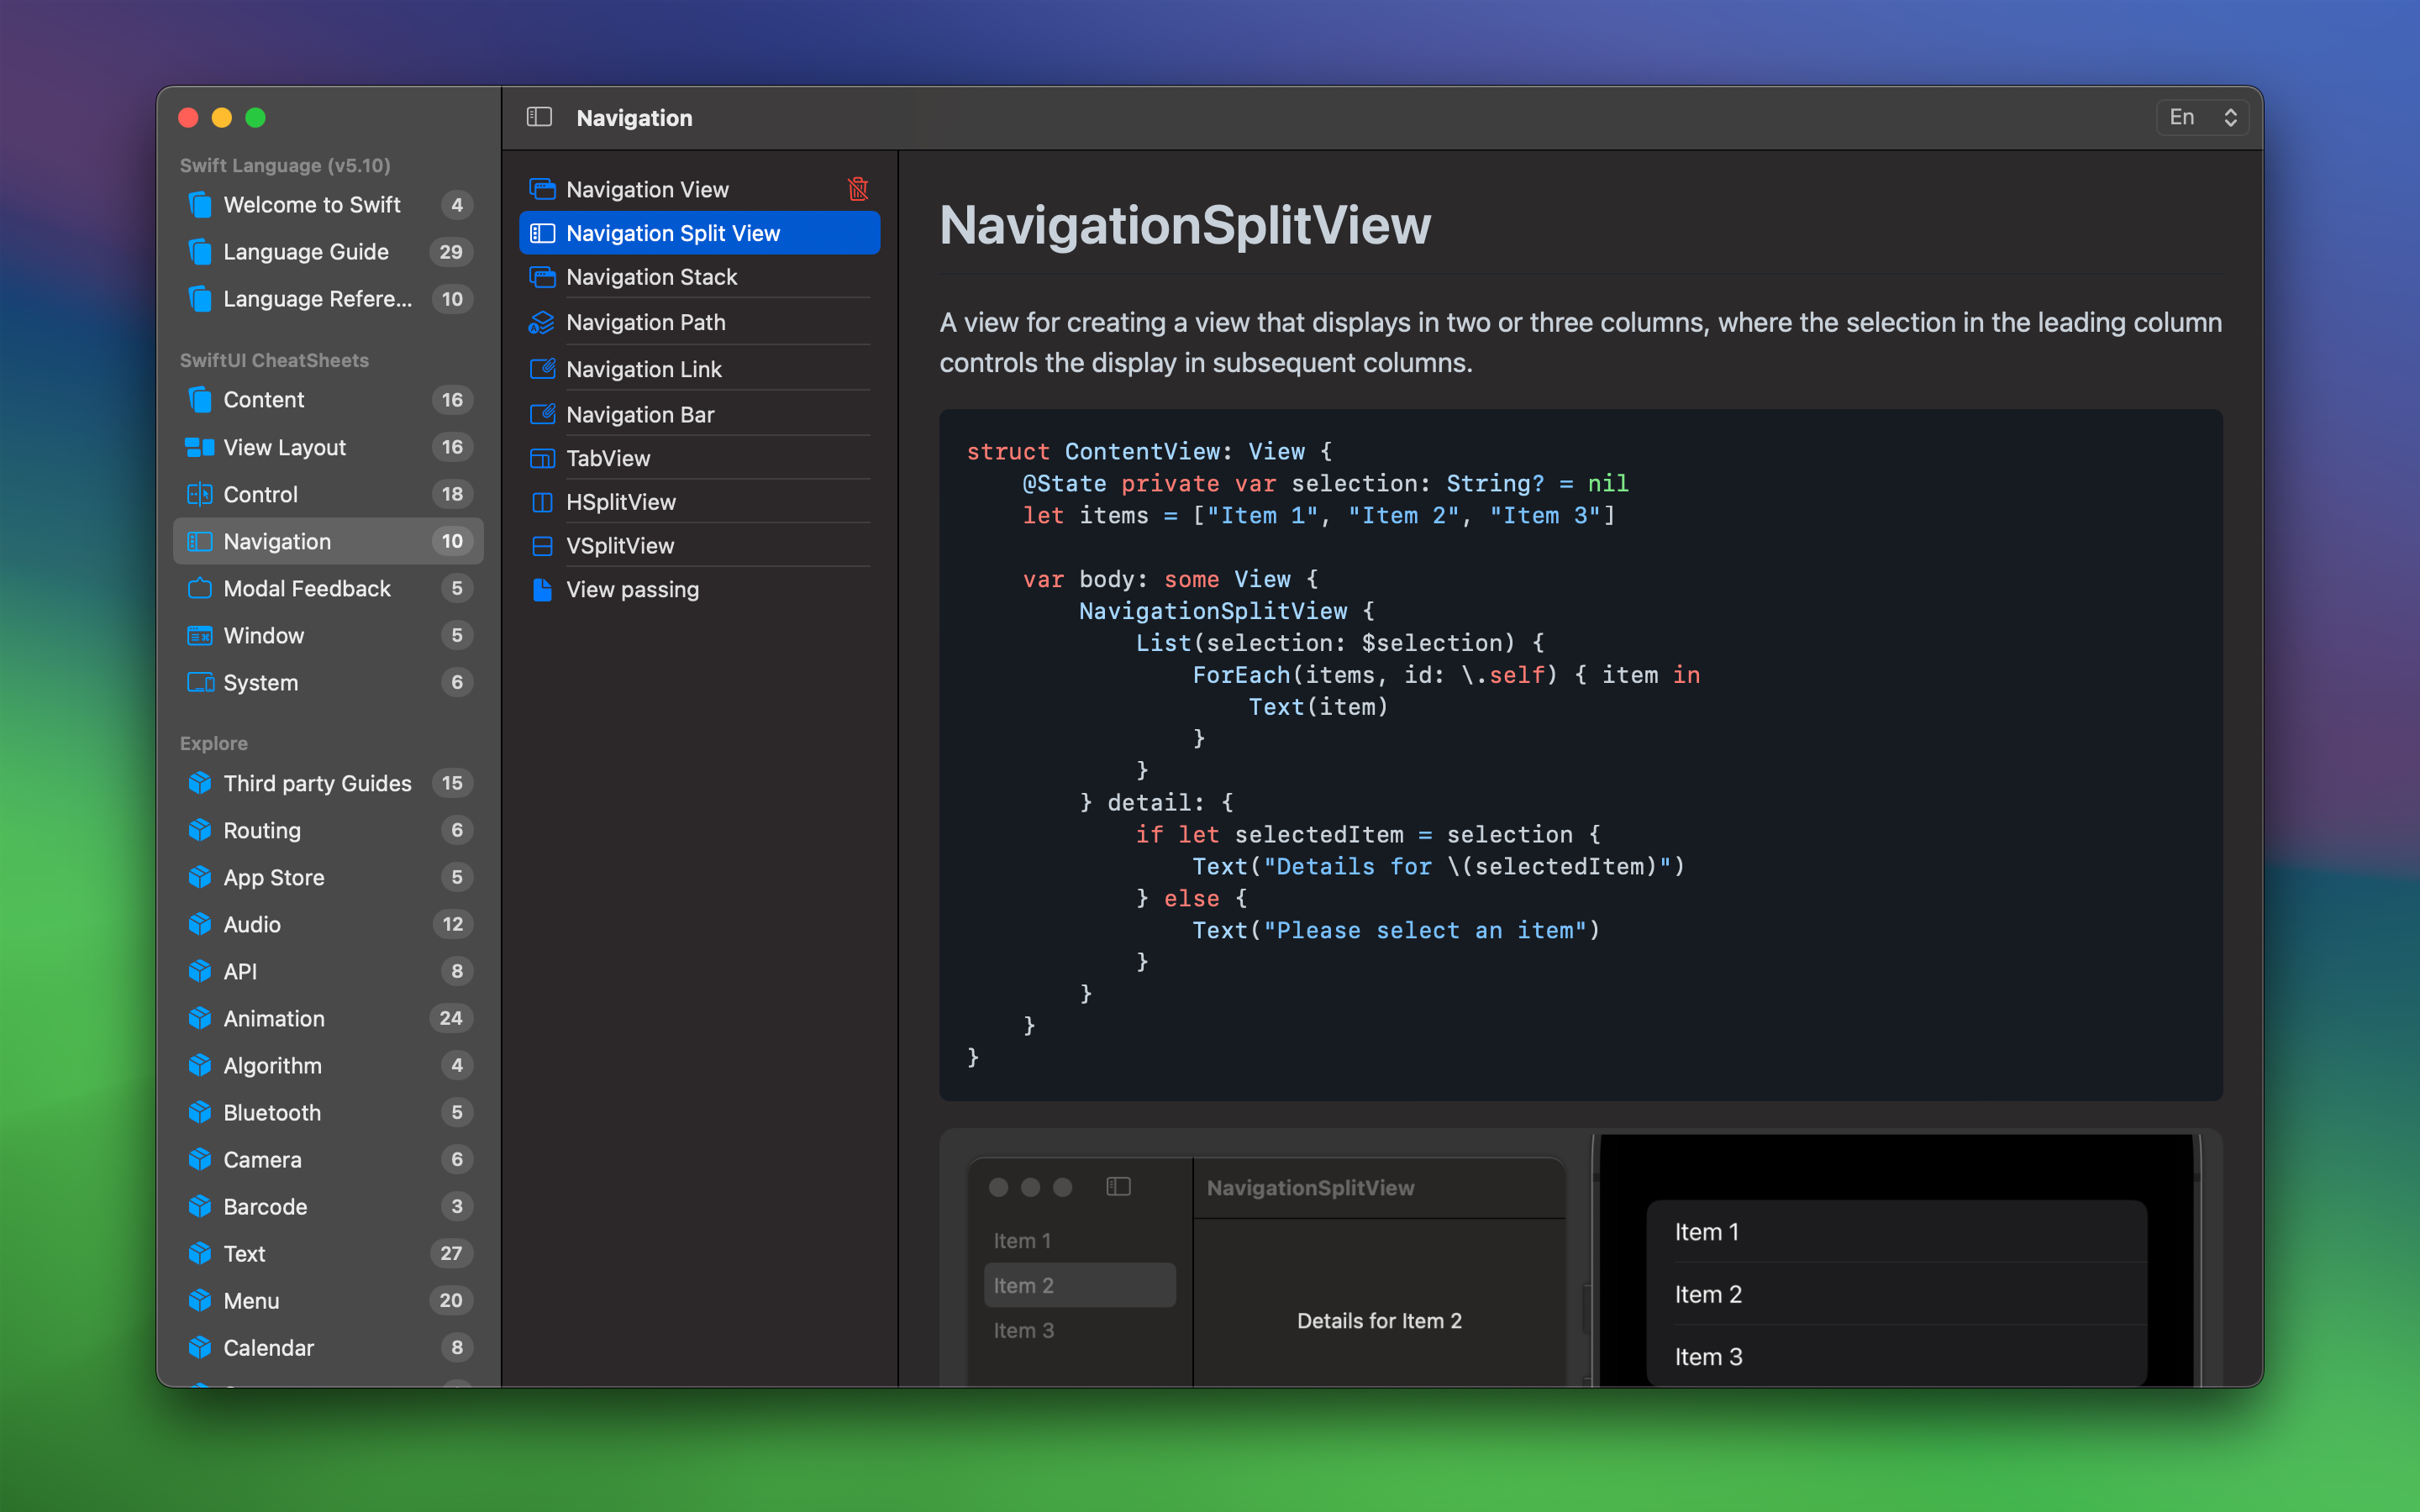 Swift Language (v5.10)
Welcome to Swift 4
Language Guide 29
Language Refere... 10
SwiftUI CheatSheets
Content 16
View Layout 16
Control 18
Navigation 10
Modal Feedback 5
Window 5
System 6
Explore
Third party Guides 15
Routing 6
App Store 5
Audio 12
API 8
Animation 24
Algorithm 4
Bluetooth 5
Camera 6
Barcode 3
Text 27
Menu 20
Calendar 8
Navigation
En
Navigation View
Navigation Split View
Navigation Stack
Navigation Path
Navigation Link
Navigation Bar
TabView
HSplitView
VSplitView
View passing
NavigationSplitView
A view for creating a view that displays in two or three columns, where the selection in the leading column
controls the display in subsequent columns.
struct ContentView: View {
    @State private var selection: String? = nil
    let items = ["Item 1", "Item 2", "Item 3"]
    var body: some View {
        NavigationSplitView {
            List(selection: $selection) {
                ForEach(items, id: \.self) { item in
                    Text(item)
                }
            }
        } detail: {
            if let selectedItem = selection {
                Text("Details for \(selectedItem)")
            } else {
                Text("Please select an item")
            }
        }
    }
}
NavigationSplitView
Item 1
Item 2
Item 3
Details for Item 2
Item 1
Item 2
Item 3